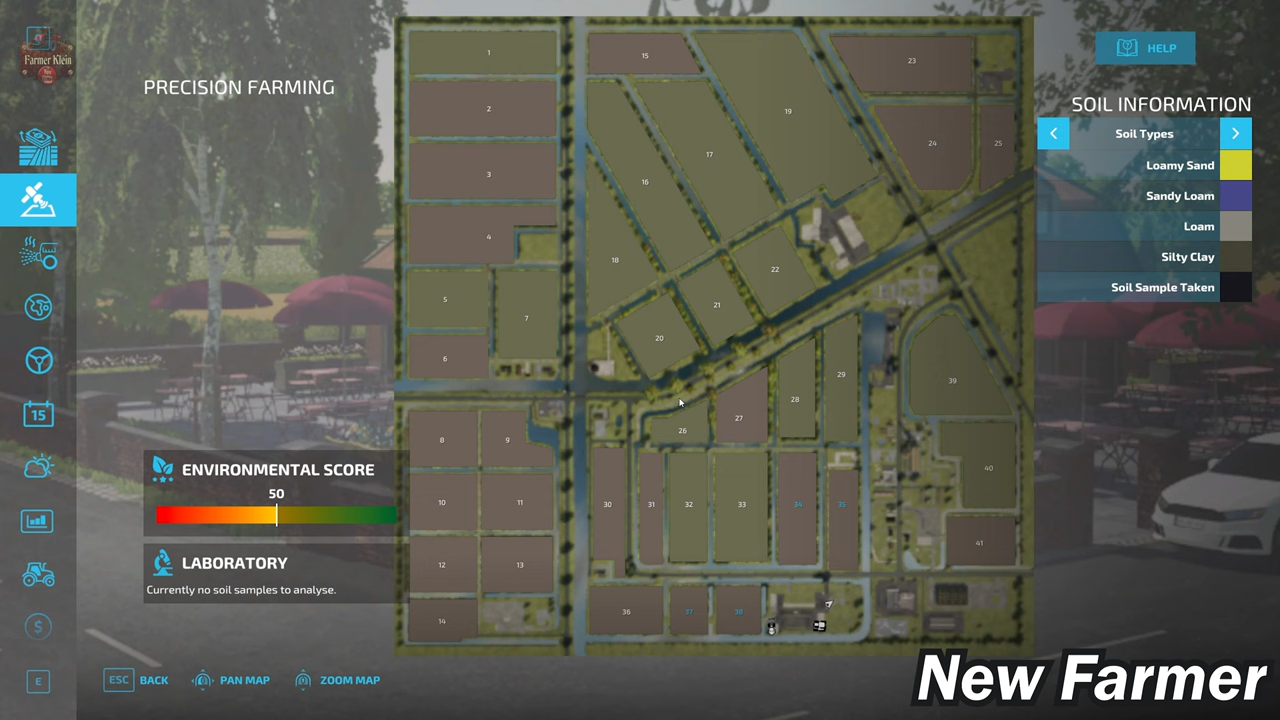 Farmer Klein
PRECISION FARMING
HELP
SOIL INFORMATION
Soil Types
Loamy Sand
Sandy Loam
Loam
Silty Clay
Soil Sample Taken
1
2
3
4
5
6
7
8
9
10
11
12
13
14
15
16
17
18
19
20
21
22
23
24
25
26
27
28
29
30
31
32
33
34
35
36
37
38
39
40
41
15
$
E
ENVIRONMENTAL SCORE
50
LABORATORY
Currently no soil samples to analyse.
ESC BACK
PAN MAP
ZOOM MAP
New Farmer